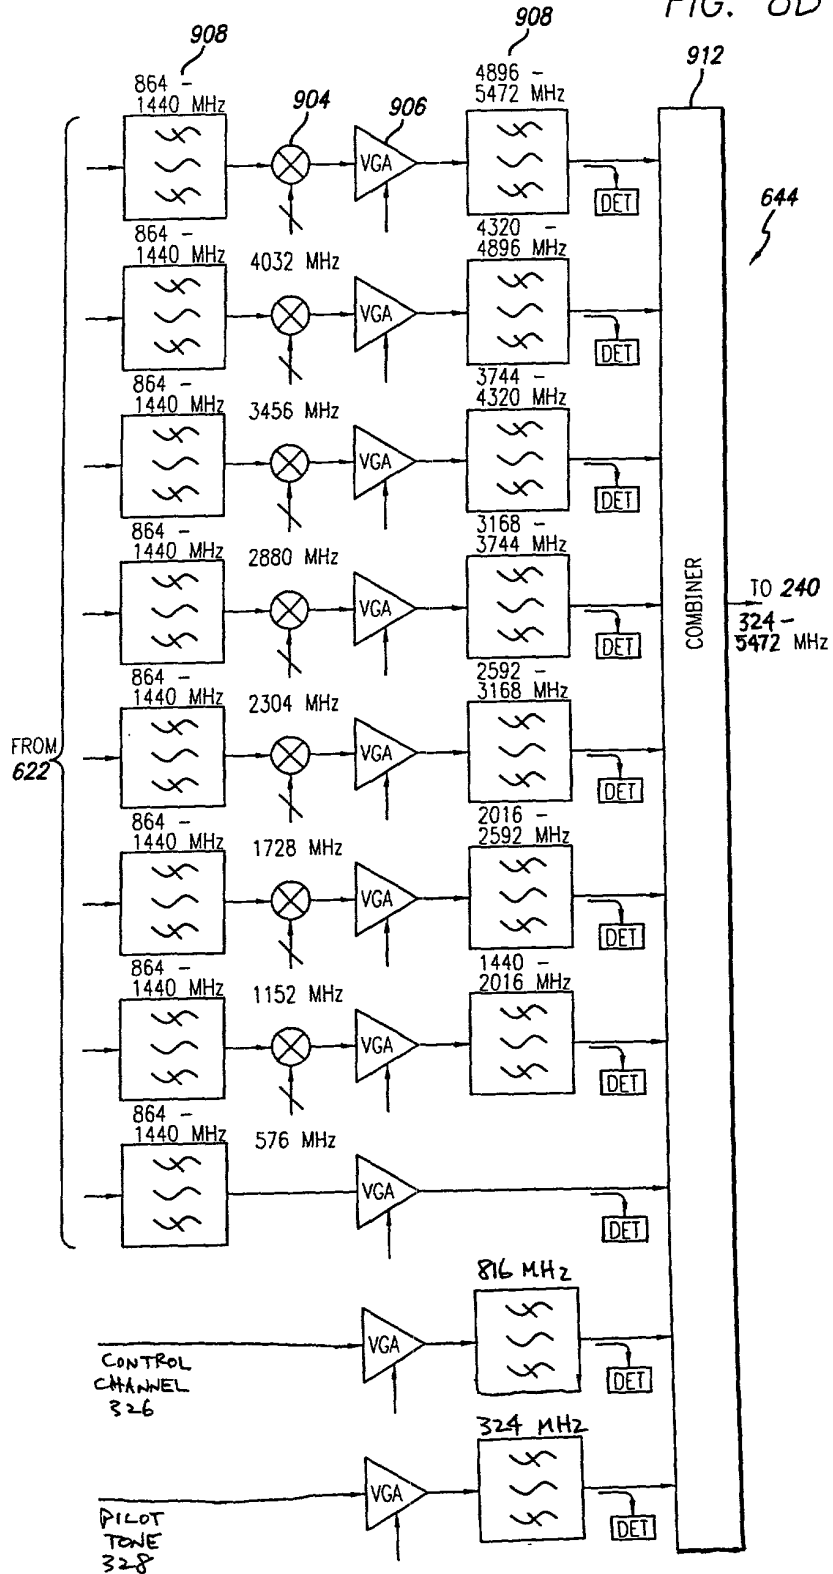 FIG. 8D
908
908
912
864 -
1440 MHz
904
906
4896 -
5472 MHz
VGA
DET
644
864 -
1440 MHz
4032 MHz
4320 -
4896 MHz
VGA
DET
864 -
1440 MHz
3456 MHz
3744 -
4320 MHz
VGA
DET
864 -
1440 MHz
2880 MHz
3168 -
3744 MHz
VGA
DET
COMBINER
TO 240
324 -
5472 MHz
864 -
1440 MHz
2304 MHz
2592 -
3168 MHz
VGA
DET
FROM
622
864 -
1440 MHz
1728 MHz
2016 -
2592 MHz
VGA
DET
864 -
1440 MHz
1152 MHz
1440 -
2016 MHz
VGA
DET
864 -
1440 MHz
576 MHz
VGA
DET
816 MHz
VGA
DET
CONTROL
CHANNEL
326
324 MHz
VGA
DET
PILOT
TONE
328